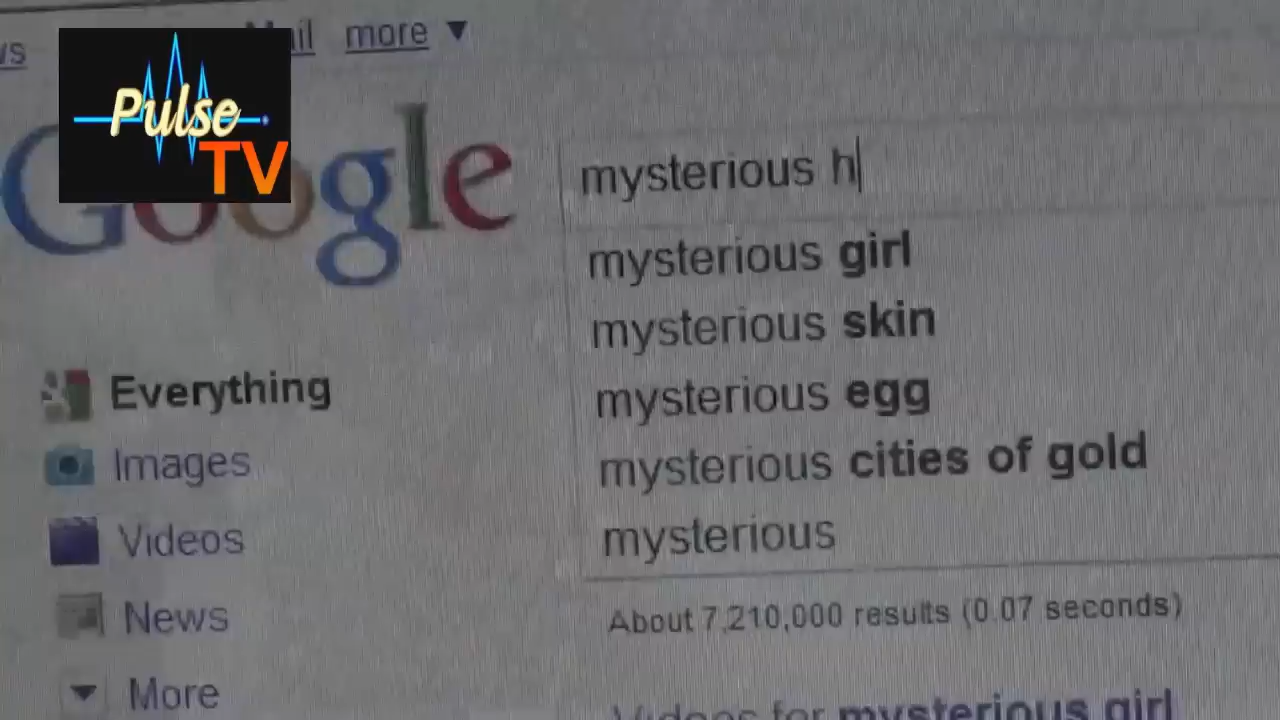 ws
Mail more ▼
Pulse
TV
Google
mysterious h
mysterious girl
mysterious skin
mysterious egg
mysterious cities of gold
mysterious
Everything
Images
Videos
News
More
About 7,210,000 results (0.07 seconds)
Videos for mysterious girl